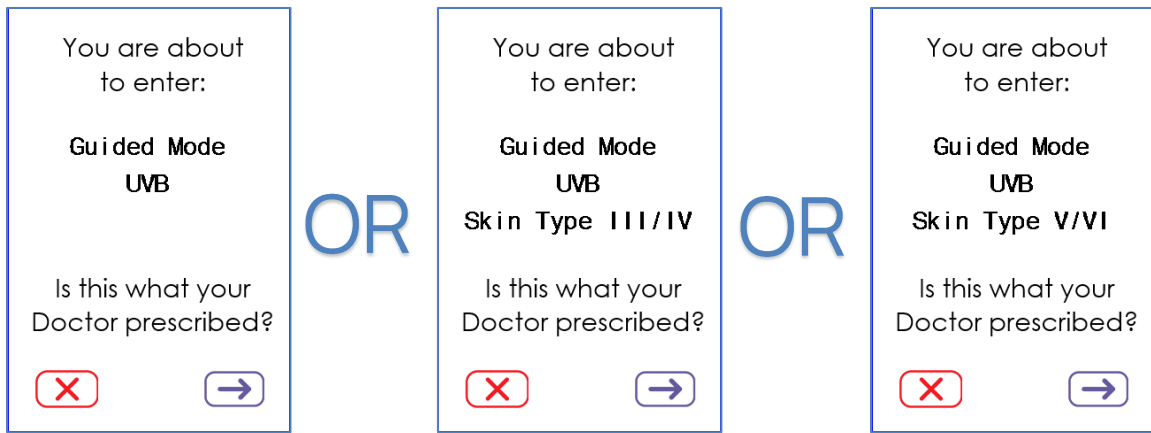 You are about
to enter:
Guided Mode
UVB
Is this what your
Doctor prescribed?
OR
You are about
to enter:
Guided Mode
UVB
Skin Type III/IV
Is this what your
Doctor prescribed?
OR
You are about
to enter:
Guided Mode
UVB
Skin Type V/VI
Is this what your
Doctor prescribed?